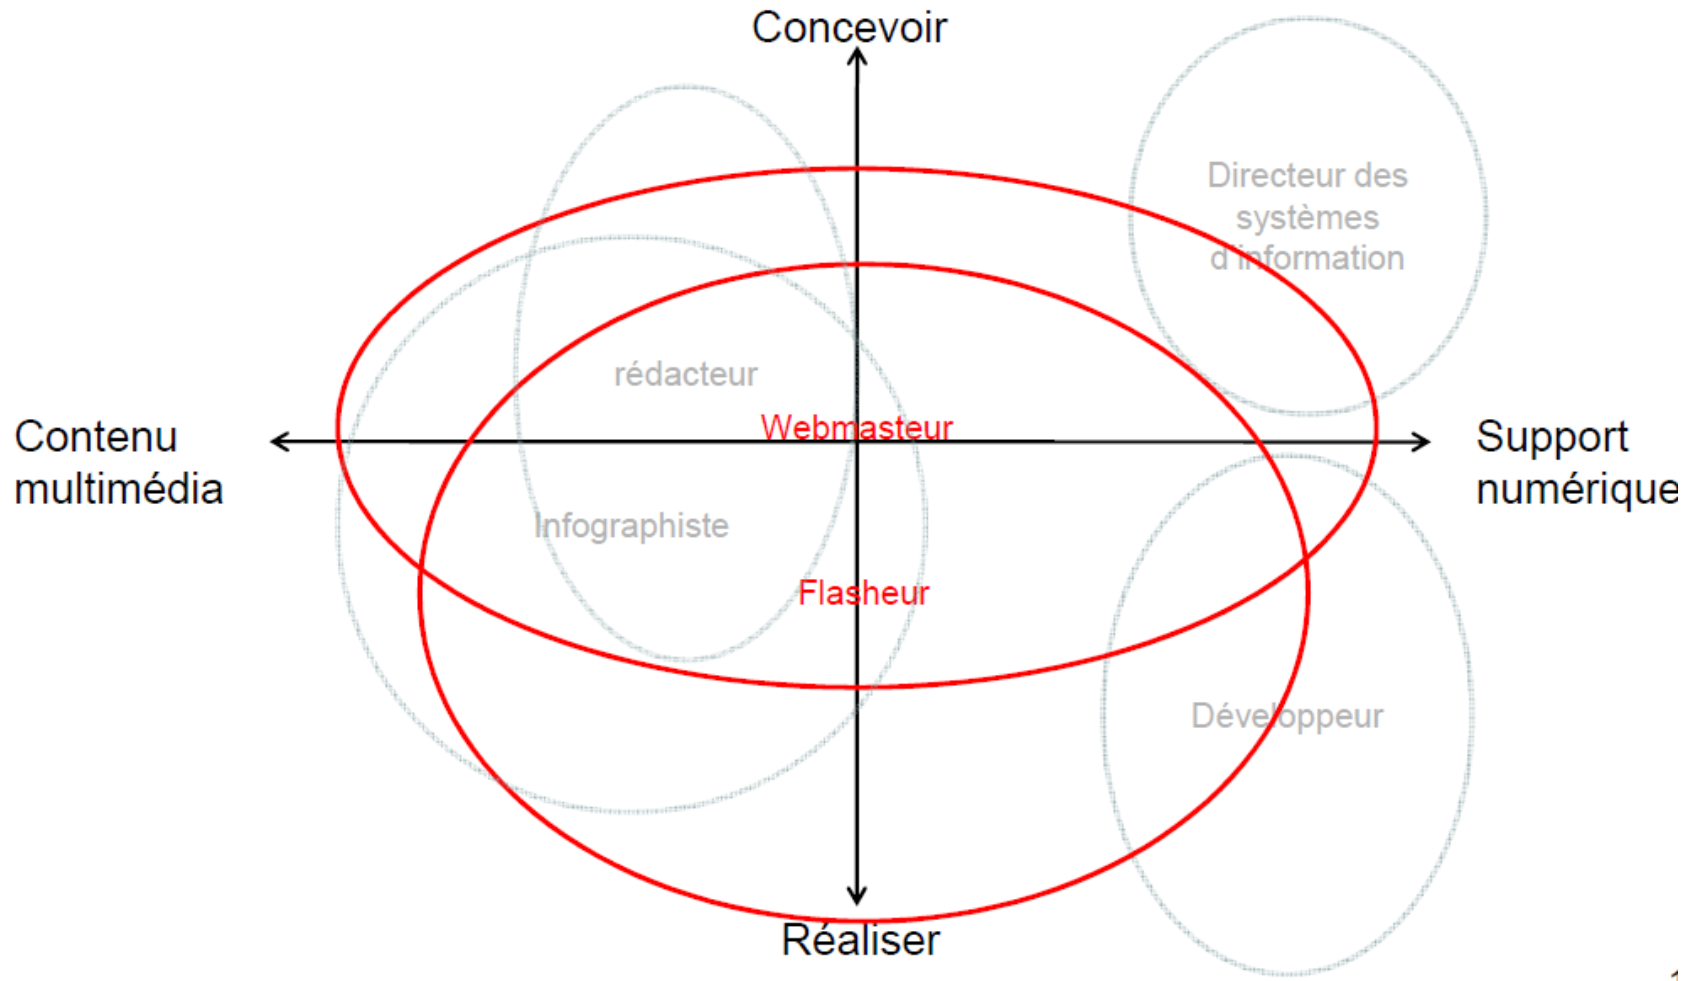 Concevoir
Directeur des
systèmes
d'information
rédacteur
Webmasteur
Contenu
multimédia
Support
numérique
Infographiste
Flasheur
Développeur
Réaliser